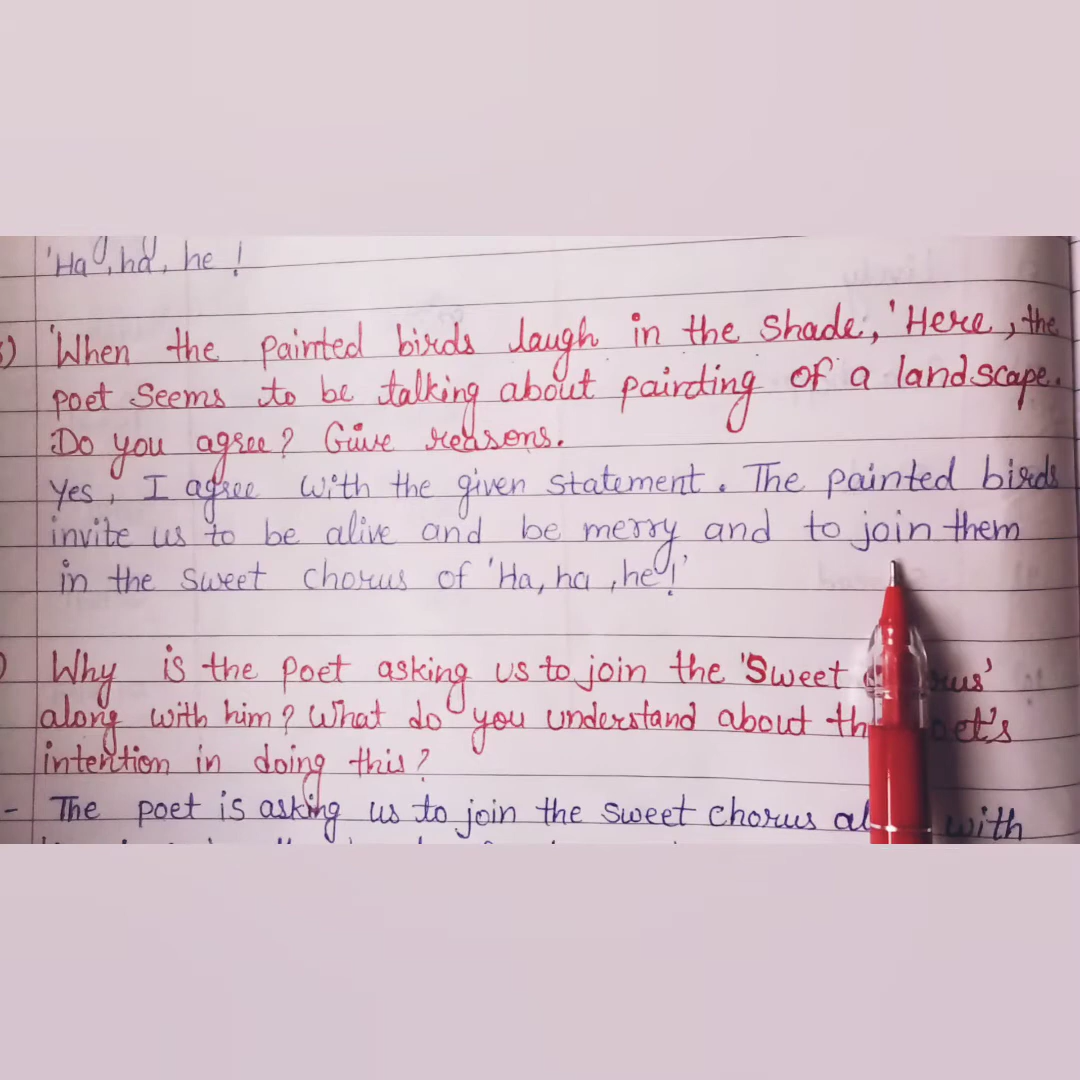 'Ha, ha, he!
) 'When the painted birds laugh in the shade,' Here, the
poet seems to be talking about painting of a landscape.
Do you agree? Give reasons.
Yes, I agree with the given statement. The painted birds
invite us to be alive and be merry and to join them
in the sweet chorus of 'Ha, ha, he!'
) Why is the poet asking us to join the 'Sweet
along with him? What do you understand about
intention in doing this?
- The poet is asking us to join the sweet chorus with